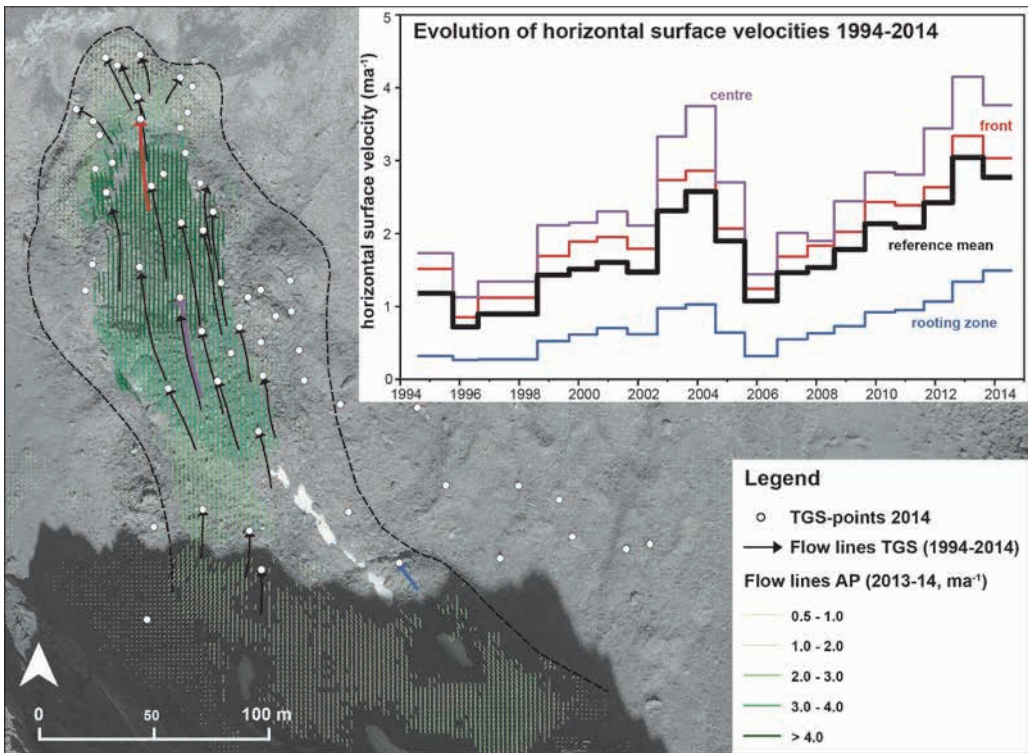 Evolution of horizontal surface velocities 1994-2014
horizontal surface velocity (ma⁻¹)
5
4
3
2
1
0
centre
front
reference mean
rooting zone
1994 1996 1998 2000 2002 2004 2006 2008 2010 2012 2014
Legend
TGS-points 2014
Flow lines TGS (1994-2014)
Flow lines AP (2013-14, ma⁻¹)
0.5 - 1.0
1.0 - 2.0
2.0 - 3.0
3.0 - 4.0
> 4.0
0 50 100 m